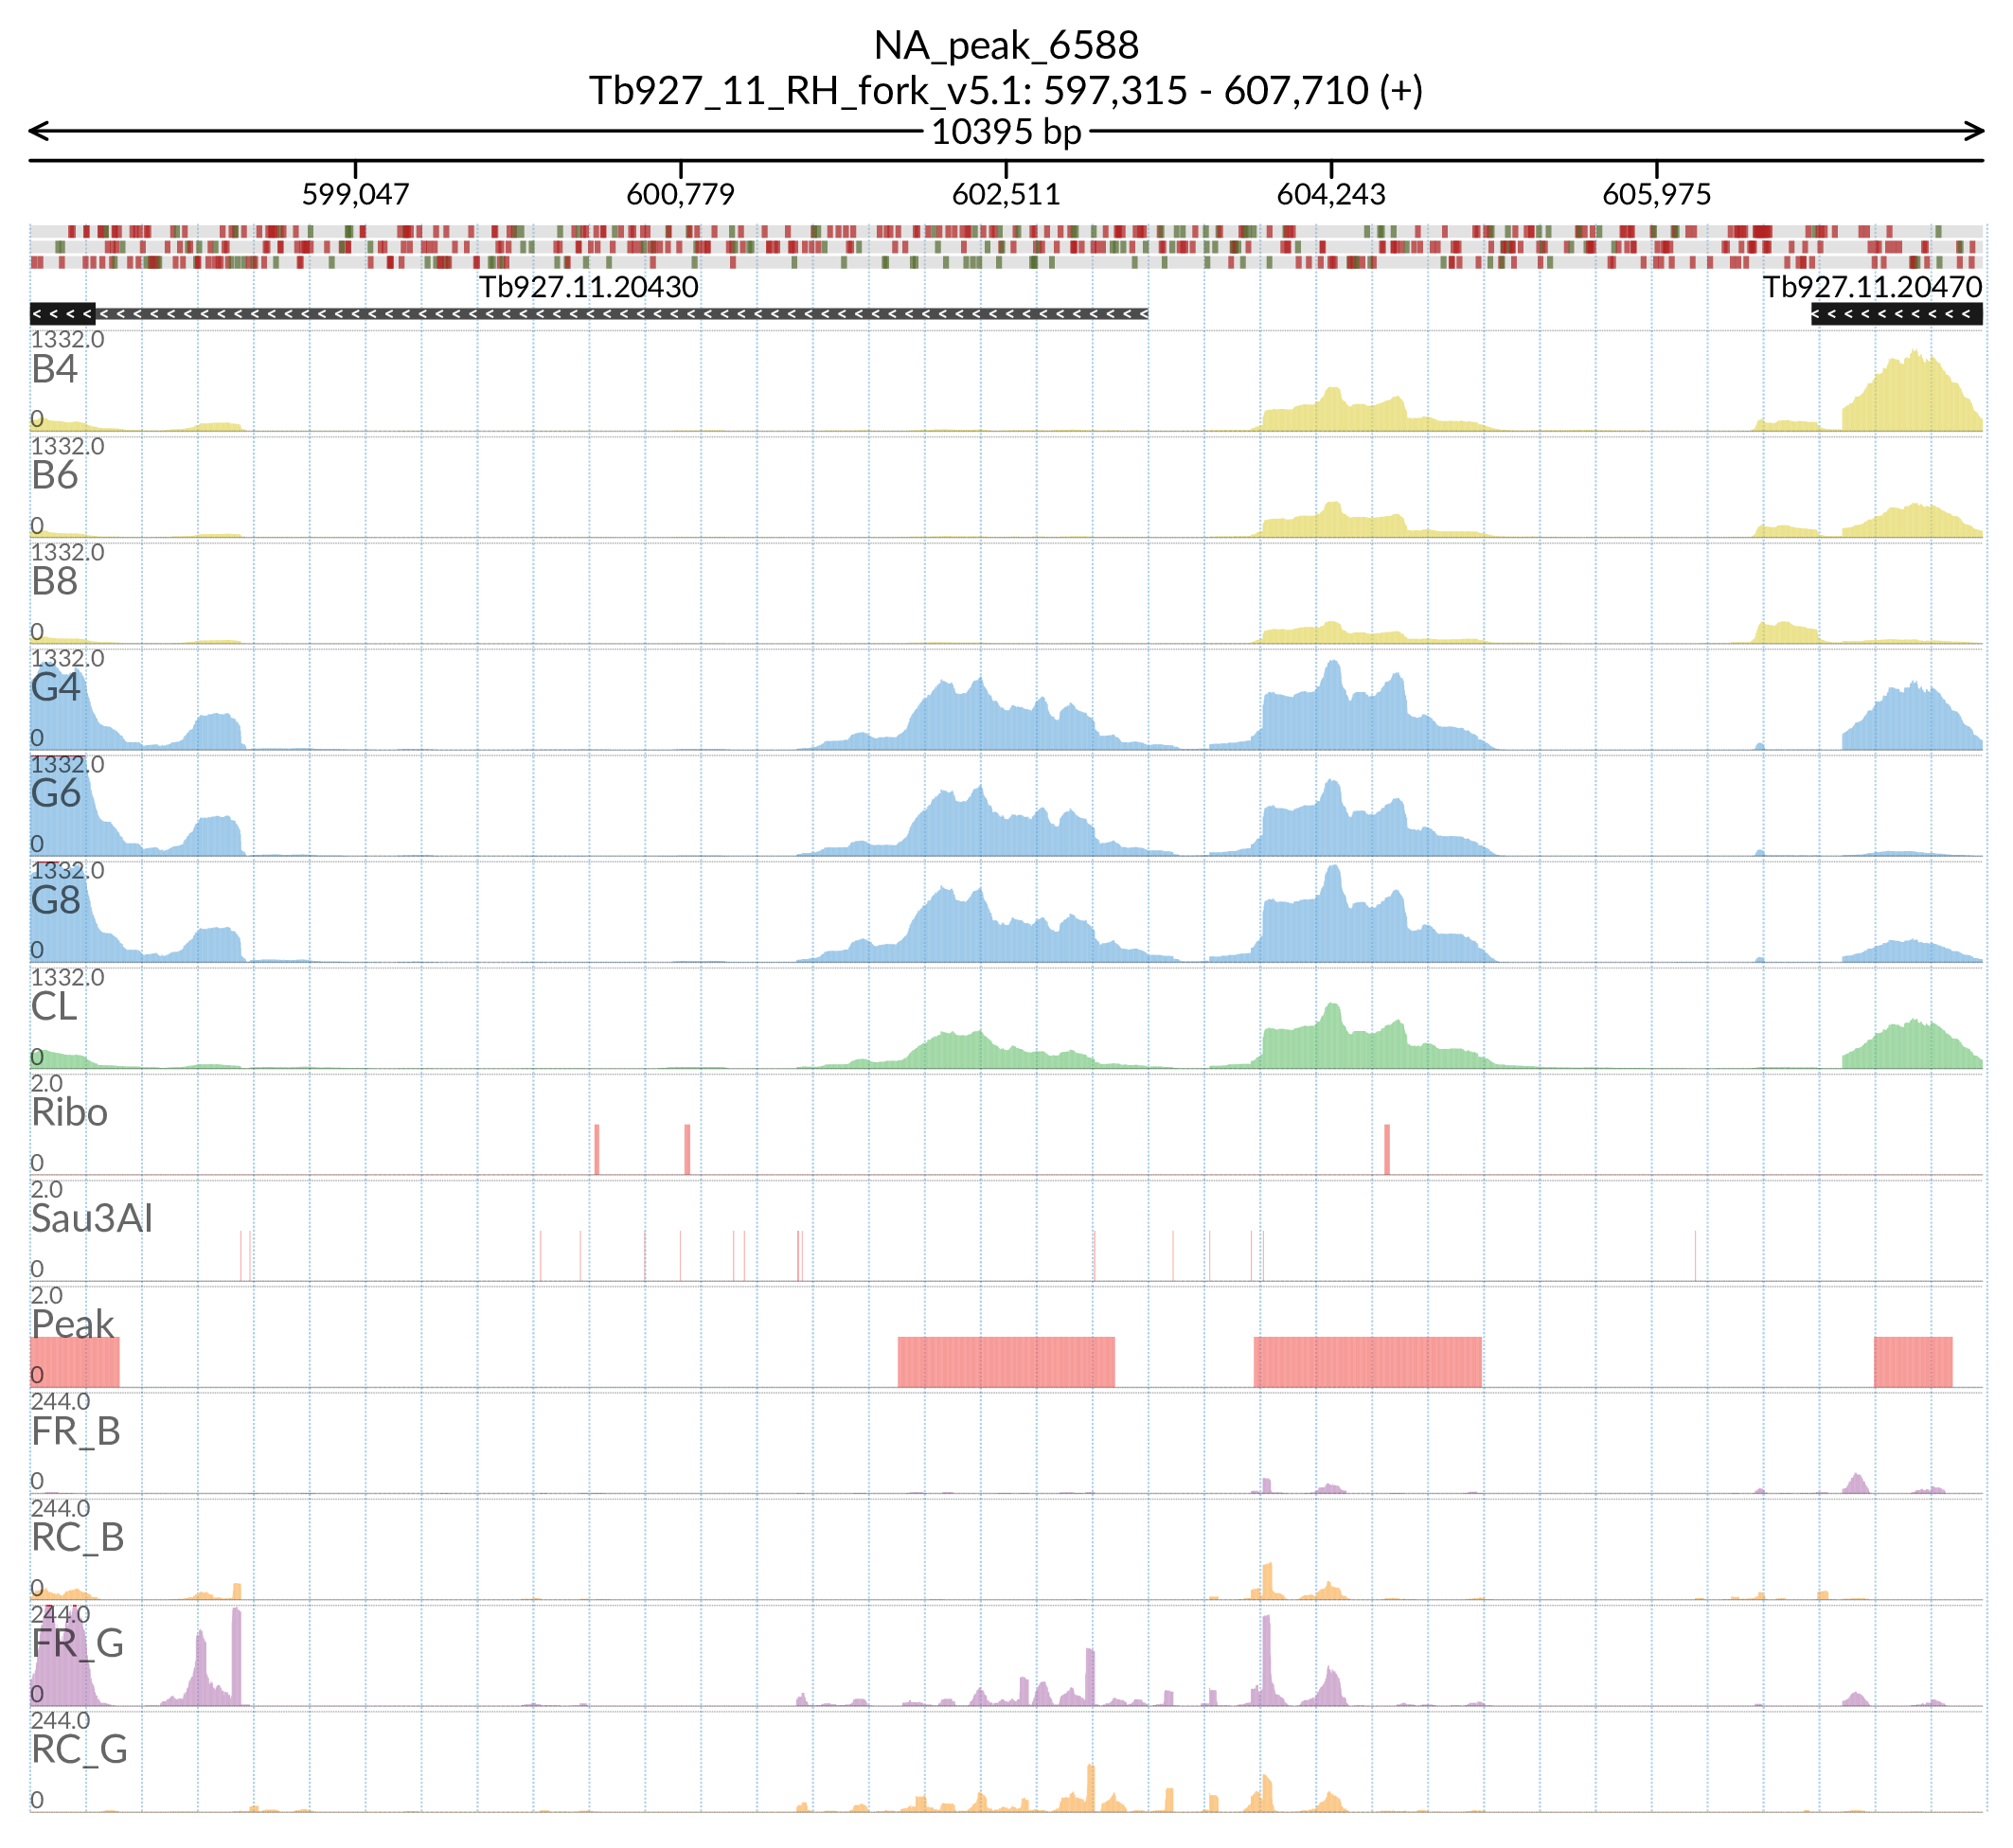 NA_peak_6588
Tb927_11_RH_fork_v5.1: 597,315 - 607,710 (+)
10395 bp
599,047 600,779 602,511 604,243 605,975
Tb927.11.20430 Tb927.11.20470
1332.0
B4
0
1332.0
B6
0
1332.0
B8
0
1332.0
G4
0
1332.0
G6
0
1332.0
G8
0
1332.0
CL
0
2.0
Ribo
0
2.0
Sau3AI
0
2.0
Peak
0
244.0
FR_B
0
244.0
RC_B
0
244.0
FR_G
0
244.0
RC_G
0